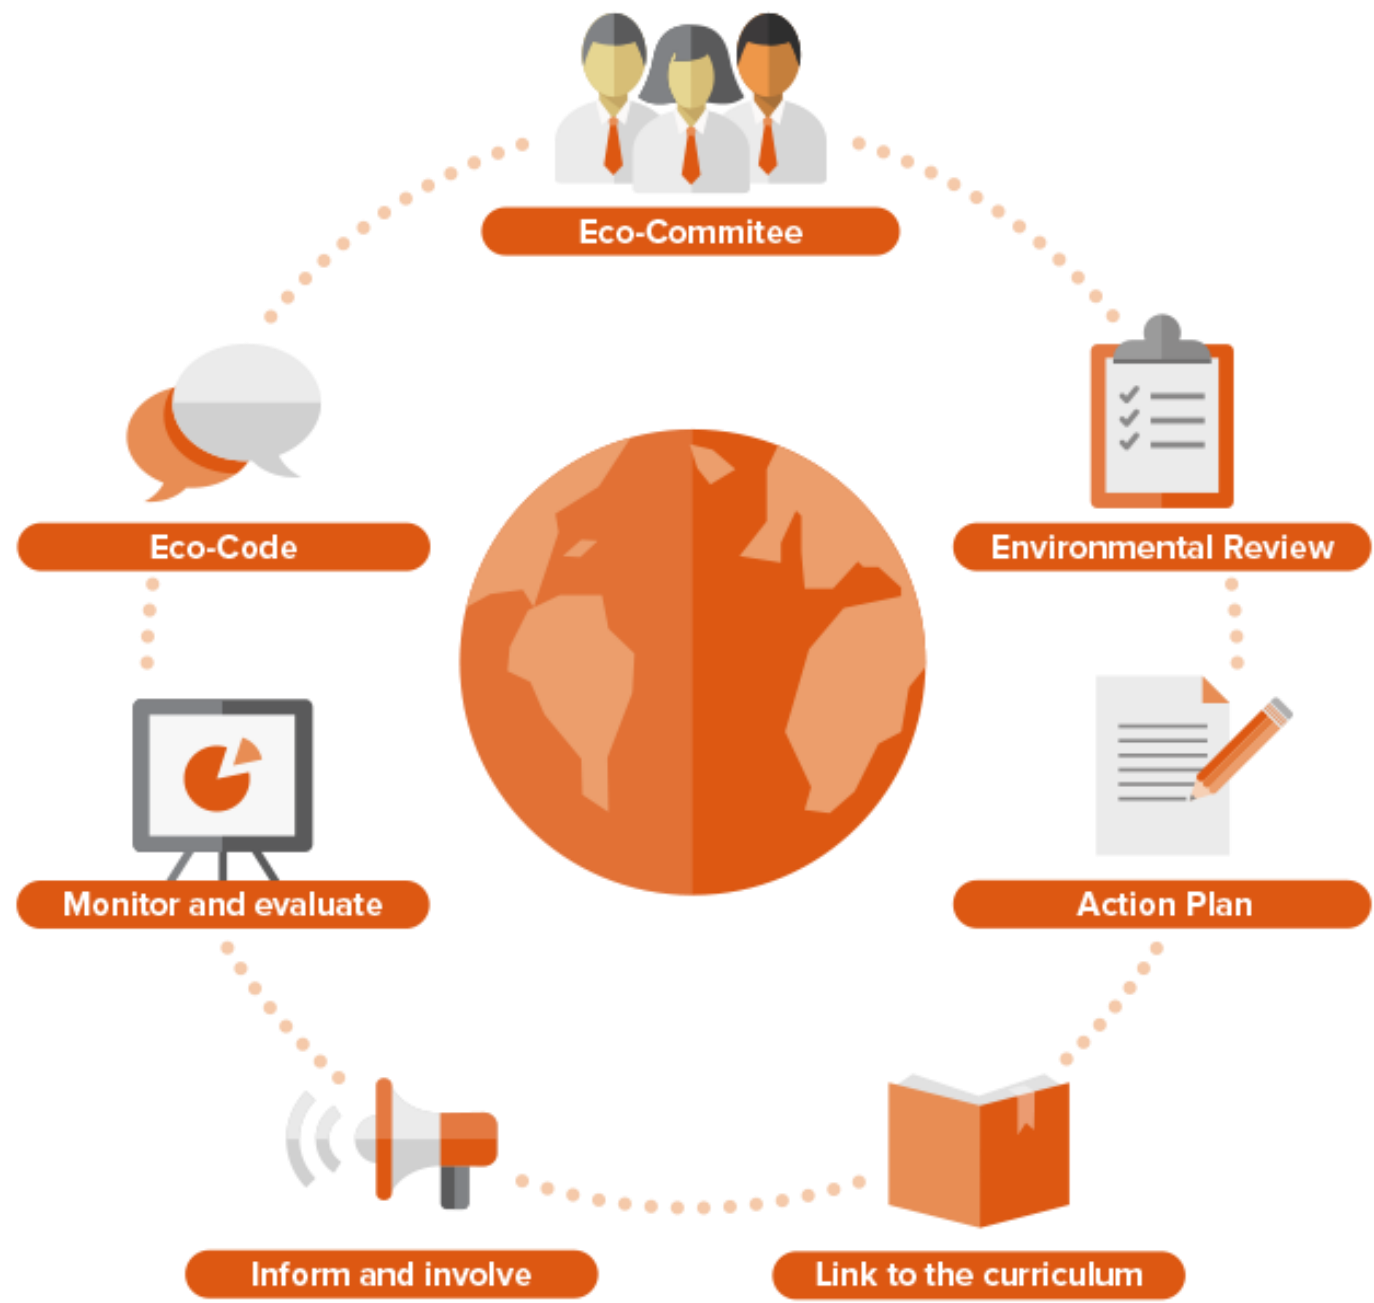 Eco-Commitee
Eco-Code
Environmental Review
Monitor and evaluate
Action Plan
Inform and involve
Link to the curriculum